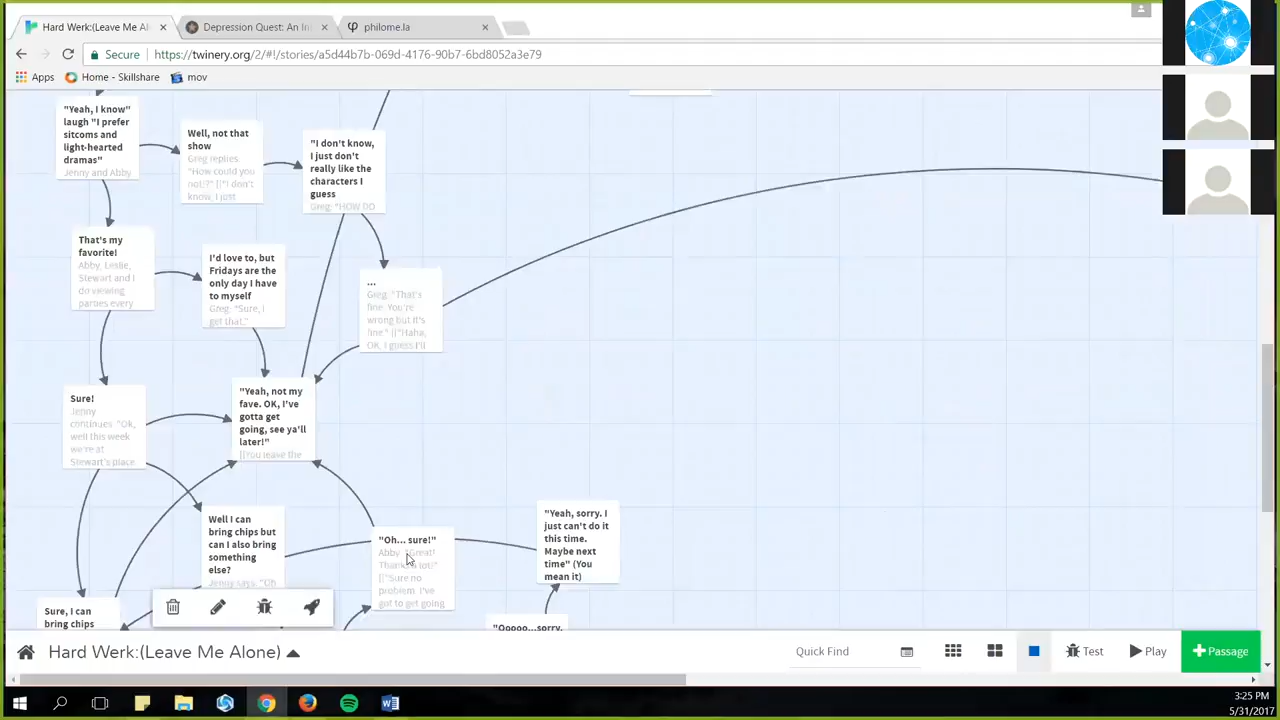 Hard Werk:(Leave Me Al
Depression Quest: An Int
philome.la
Secure
https://twinery.org/2/#!/stories/a5d44b7b-069d-4176-90b7-6bd8052a3e79
Apps
Home - Skillshare
mov
"Yeah, I know"
laugh "I prefer
sitcoms and
light-hearted
dramas"
Jenny and Abby
Well, not that
show
Greg replies.
"How could you
not!?" [["I don't
know, I just
"I don't know,
I just don't
really like the
characters I
guess
Greg: "HOW DO
That's my
favorite!
Abby, Leslie,
Stewart and I
do viewing
parties every
I'd love to, but
Fridays are the
only day I have
to myself
Greg: "Sure, I
get that."
...
Greg: "That's
fine. You're
wrong but it's
fine." [["Haha,
OK, I guess I'll
Sure!
Jenny
continues: "Ok,
well this week
we're at
Stewart's place
"Yeah, not my
fave. OK, I've
gotta get
going, see ya'll
later!"
[[You leave the
Well I can
bring chips but
can I also bring
something
else?
Jenny says: "Oh
"Oh... sure!"
Abby: "Great!
Thanks a lot!"
[["Sure no
problem. I've
got to get going
"Yeah, sorry. I
just can't do it
this time.
Maybe next
time" (You
mean it)
Sure, I can
bring chips
"Oooo...sorry.
Hard Werk:(Leave Me Alone)
Quick Find
Test
Play
Passage
3:25 PM
5/31/2017